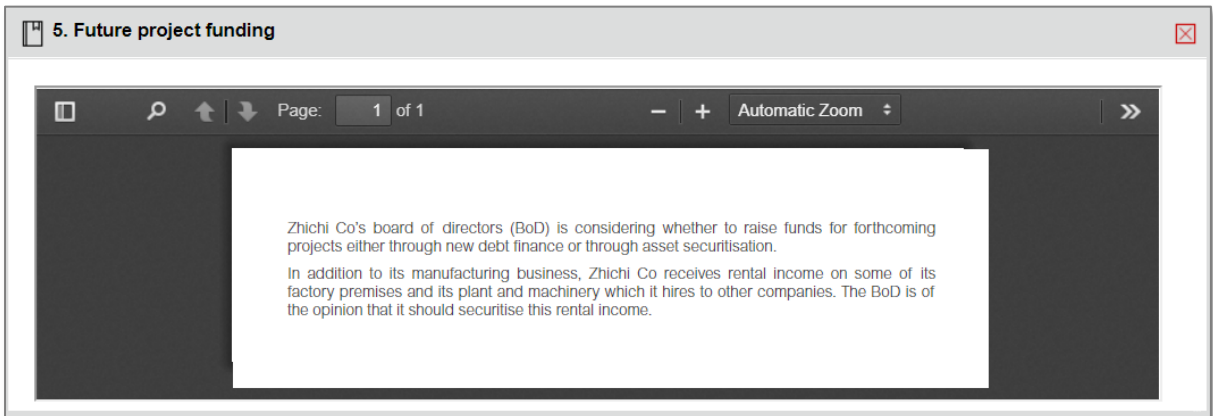 5. Future project funding
Page: 1 of 1 Automatic Zoom
Zhichi Co's board of directors (BoD) is considering whether to raise funds for forthcoming
projects either through new debt finance or through asset securitisation.
In addition to its manufacturing business, Zhichi Co receives rental income on some of its
factory premises and its plant and machinery which it hires to other companies. The BoD is of
the opinion that it should securitise this rental income.